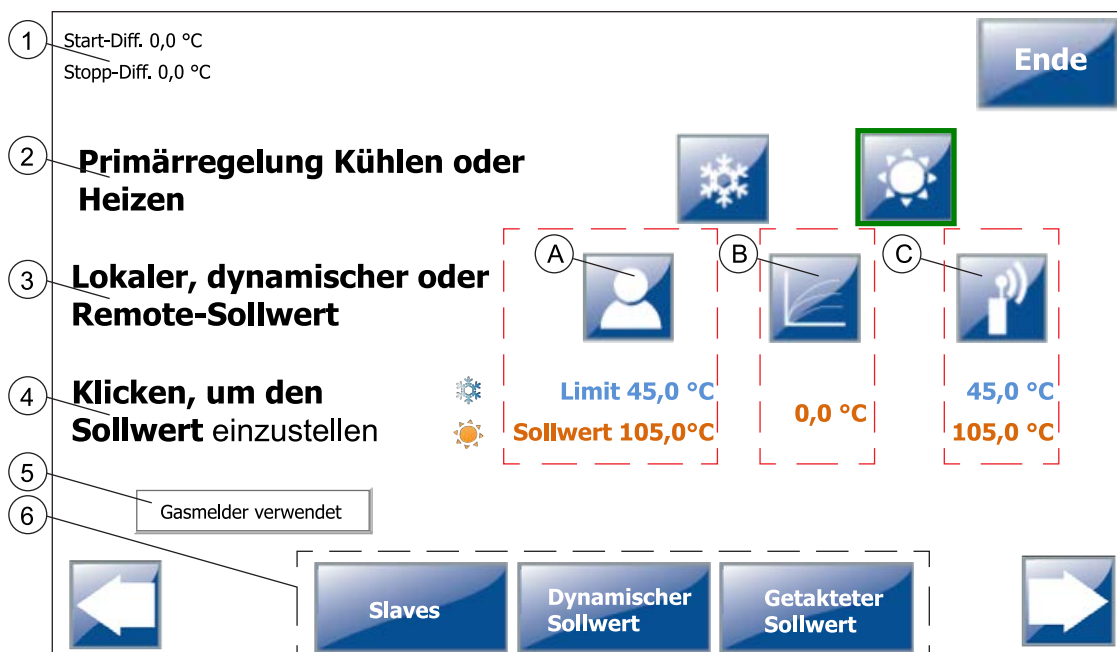 1
Start-Diff. 0,0 °C
Stopp-Diff. 0,0 °C
Ende
2
Primärregelung Kühlen oder
Heizen
3
Lokaler, dynamischer oder
Remote-Sollwert
A
B
C
4
Klicken, um den
Sollwert einzustellen
Limit 45,0 °C
Sollwert 105,0°C
0,0 °C
45,0 °C
105,0 °C
5
Gasmelder verwendet
6
Slaves
Dynamischer
Sollwert
Getakteter
Sollwert